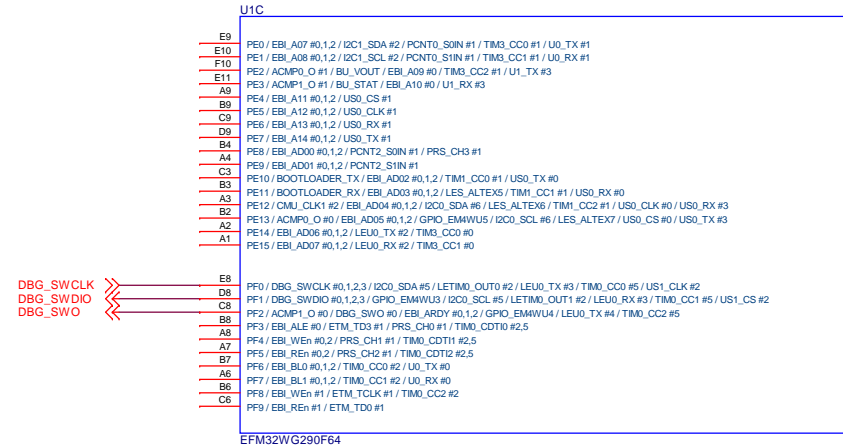 U1C
E9 PE0 / EBI_A07 #0,1,2 / I2C1_SDA #2 / PCNT0_S0IN #1 / TIM3_CC0 #1 / U0_TX #1
E10 PE1 / EBI_A08 #0,1,2 / I2C1_SCL #2 / PCNT0_S1IN #1 / TIM3_CC1 #1 / U0_RX #1
F10 PE2 / ACMP0_O #1 / BU_VOUT / EBI_A09 #0 / TIM3_CC2 #1 / U1_TX #3
E11 PE3 / ACMP1_O #1 / BU_STAT / EBI_A10 #0 / U1_RX #3
A9 PE4 / EBI_A11 #0,1,2 / US0_CS #1
B9 PE5 / EBI_A12 #0,1,2 / US0_CLK #1
C9 PE6 / EBI_A13 #0,1,2 / US0_RX #1
D9 PE7 / EBI_A14 #0,1,2 / US0_TX #1
B4 PE8 / EBI_AD00 #0,1,2 / PCNT2_S0IN #1 / PRS_CH3 #1
A4 PE9 / EBI_AD01 #0,1,2 / PCNT2_S1IN #1
C3 PE10 / BOOTLOADER_TX / EBI_AD02 #0,1,2 / TIM1_CC0 #1 / US0_TX #0
B3 PE11 / BOOTLOADER_RX / EBI_AD03 #0,1,2 / LES_ALTEX5 / TIM1_CC1 #1 / US0_RX #0
A3 PE12 / CMU_CLK1 #2 / EBI_AD04 #0,1,2 / I2C0_SDA #6 / LES_ALTEX6 / TIM1_CC2 #1 / US0_CLK #0 / US0_RX #3
B2 PE13 / ACMP0_O #0 / EBI_AD05 #0,1,2 / GPIO_EM4WU5 / I2C0_SCL #6 / LES_ALTEX7 / US0_CS #0 / US0_TX #3
A2 PE14 / EBI_AD06 #0,1,2 / LEU0_TX #2 / TIM3_CC0 #0
A1 PE15 / EBI_AD07 #0,1,2 / LEU0_RX #2 / TIM3_CC1 #0
DBG_SWCLK E8 PF0 / DBG_SWCLK #0,1,2,3 / I2C0_SDA #5 / LETIM0_OUT0 #2 / LEU0_TX #3 / TIM0_CC0 #5 / US1_CLK #2
DBG_SWDIO D8 PF1 / DBG_SWDIO #0,1,2,3 / GPIO_EM4WU3 / I2C0_SCL #5 / LETIM0_OUT1 #2 / LEU0_RX #3 / TIM0_CC1 #5 / US1_CS #2
DBG_SWO C8 PF2 / ACMP1_O #0 / DBG_SWO #0 / EBI_ARDY #0,1,2 / GPIO_EM4WU4 / LEU0_TX #4 / TIM0_CC2 #5
B8 PF3 / EBI_ALE #0 / ETM_TD3 #1 / PRS_CH0 #1 / TIM0_CDTI0 #2,5
A8 PF4 / EBI_WEn #0,2 / PRS_CH1 #1 / TIM0_CDTI1 #2,5
A7 PF5 / EBI_REn #0,2 / PRS_CH2 #1 / TIM0_CDTI2 #2,5
B7 PF6 / EBI_BL0 #0,1,2 / TIM0_CC0 #2 / U0_TX #0
A6 PF7 / EBI_BL1 #0,1,2 / TIM0_CC1 #2 / U0_RX #0
B6 PF8 / EBI_WEn #1 / ETM_TCLK #1 / TIM0_CC2 #2
C6 PF9 / EBI_REn #1 / ETM_TD0 #1
EFM32WG290F64